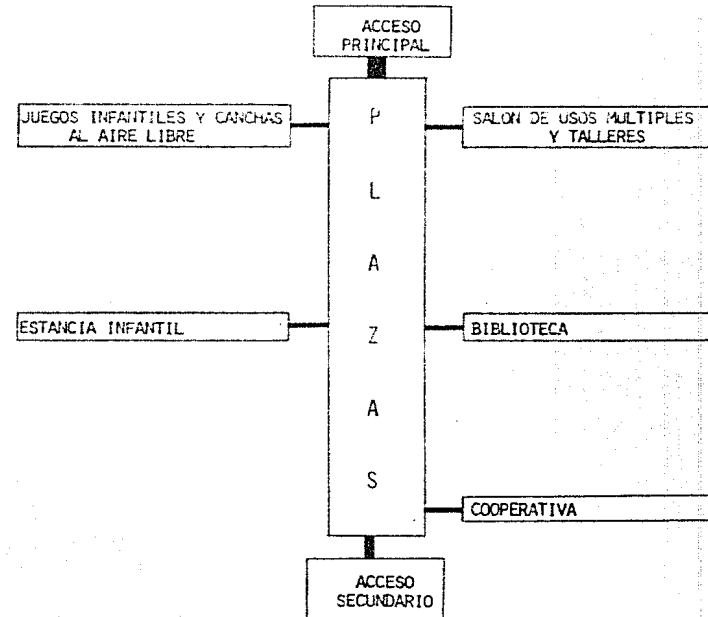 ACCESO
PRINCIPAL
JUEGOS INFANTILES Y CANCHAS
AL AIRE LIBRE
SALON DE USOS MULTIPLES
Y TALLERES
P
L
A
Z
A
S
ESTANCIA INFANTIL
BIBLIOTECA
COOPERATIVA
ACCESO
SECUNDARIO